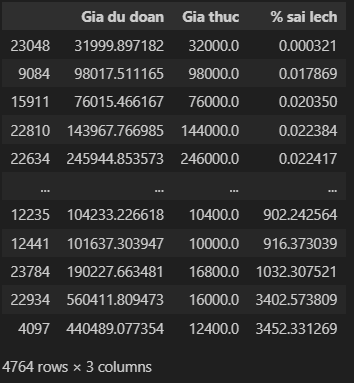 Gia du doan Gia thuc % sai lech
23048 31999.897182 32000.0 0.000321
9084 98017.511165 98000.0 0.017869
15911 76015.466167 76000.0 0.020350
22810 143967.766985 144000.0 0.022384
22634 245944.853573 246000.0 0.022417
... ... ... ...
12235 104233.226618 10400.0 902.242564
12441 101637.303947 10000.0 916.373039
23784 190227.663481 16800.0 1032.307521
22934 560411.809473 16000.0 3402.573809
4097 440489.077354 12400.0 3452.331269
4764 rows × 3 columns